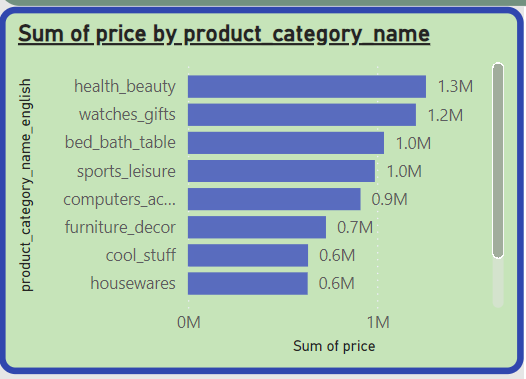 Sum of price by product_category_name
product_category_name_english
health_beauty 1.3M
watches_gifts 1.2M
bed_bath_table 1.0M
sports_leisure 1.0M
computers_ac... 0.9M
furniture_decor 0.7M
cool_stuff 0.6M
housewares 0.6M
0M 1M
Sum of price